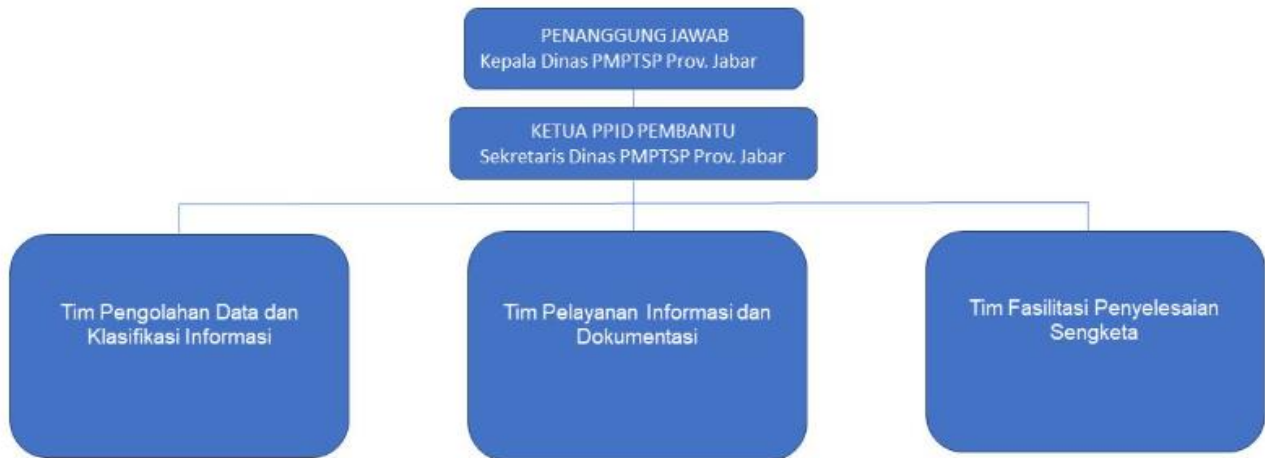 PENANGGUNG JAWAB
Kepala Dinas PMPTSP Prov. Jabar
KETUA PPID PEMBANTU
Sekretaris Dinas PMPTSP Prov. Jabar
Tim Pengolahan Data dan
Klasifikasi Informasi
Tim Pelayanan Informasi dan
Dokumentasi
Tim Fasilitasi Penyelesaian
Sengketa